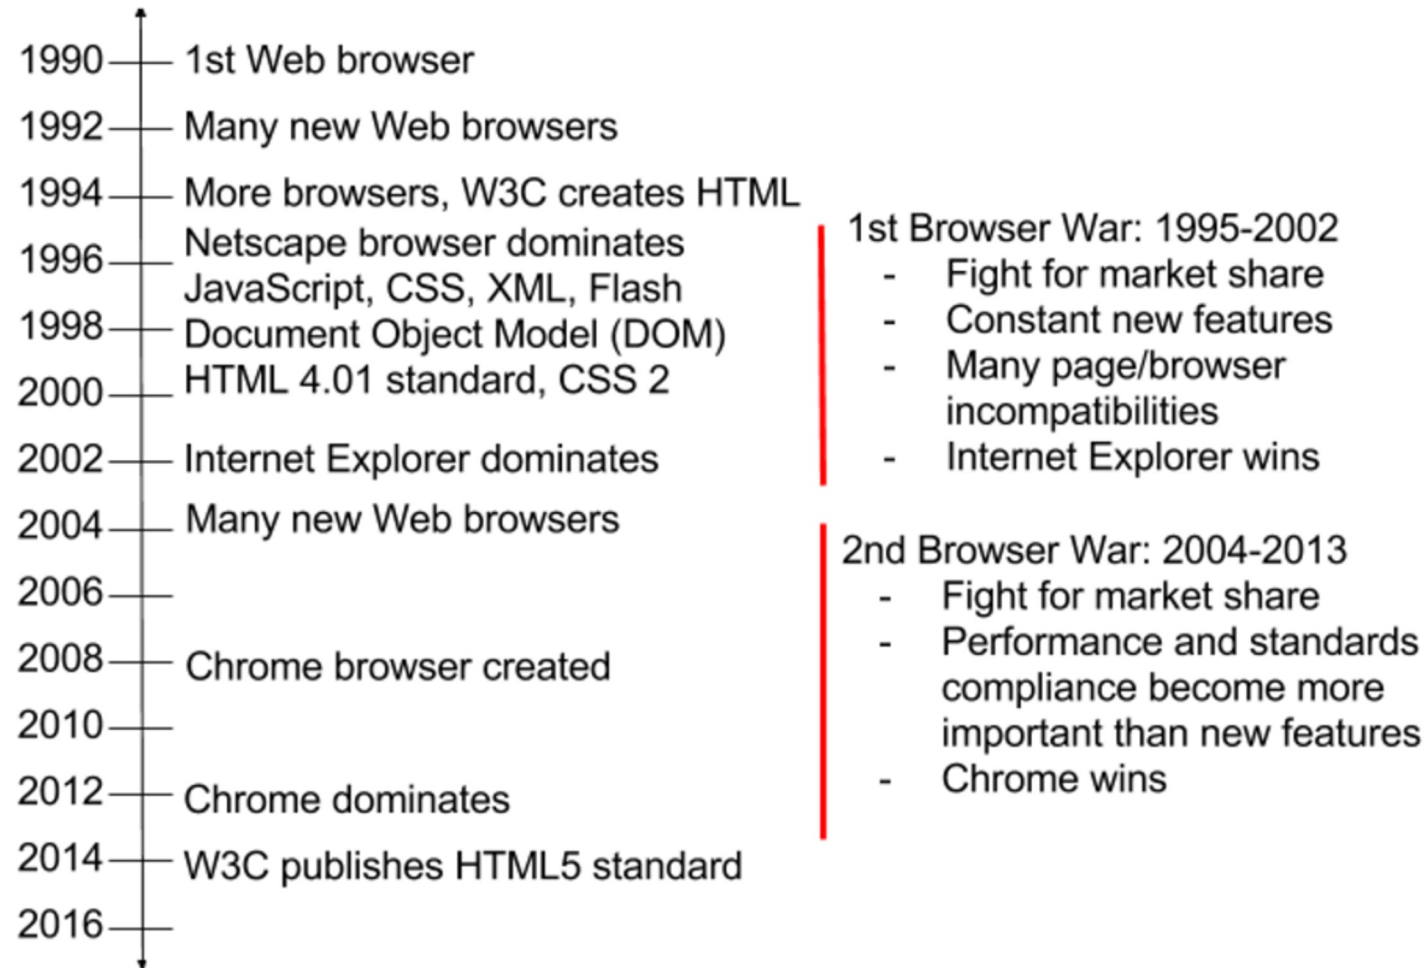 1990 1st Web browser
1992 Many new Web browsers
1994 More browsers, W3C creates HTML
Netscape browser dominates
1996
JavaScript, CSS, XML, Flash
1998 Document Object Model (DOM)
HTML 4.01 standard, CSS 2
2000
2002 Internet Explorer dominates
2004 Many new Web browsers
2006
2008 Chrome browser created
2010
2012 Chrome dominates
2014 W3C publishes HTML5 standard
2016
1st Browser War: 1995-2002
- Fight for market share
- Constant new features
- Many page/browser
incompatibilities
- Internet Explorer wins
2nd Browser War: 2004-2013
- Fight for market share
- Performance and standards
compliance become more
important than new features
- Chrome wins